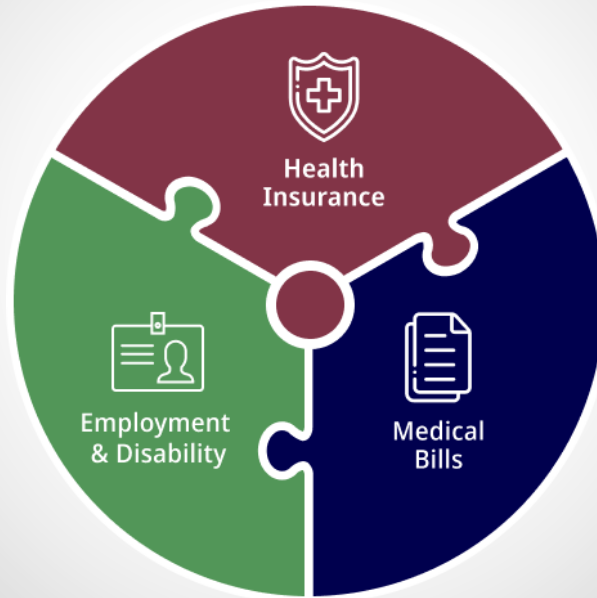 Health
Insurance
Employment
& Disability
Medical
Bills